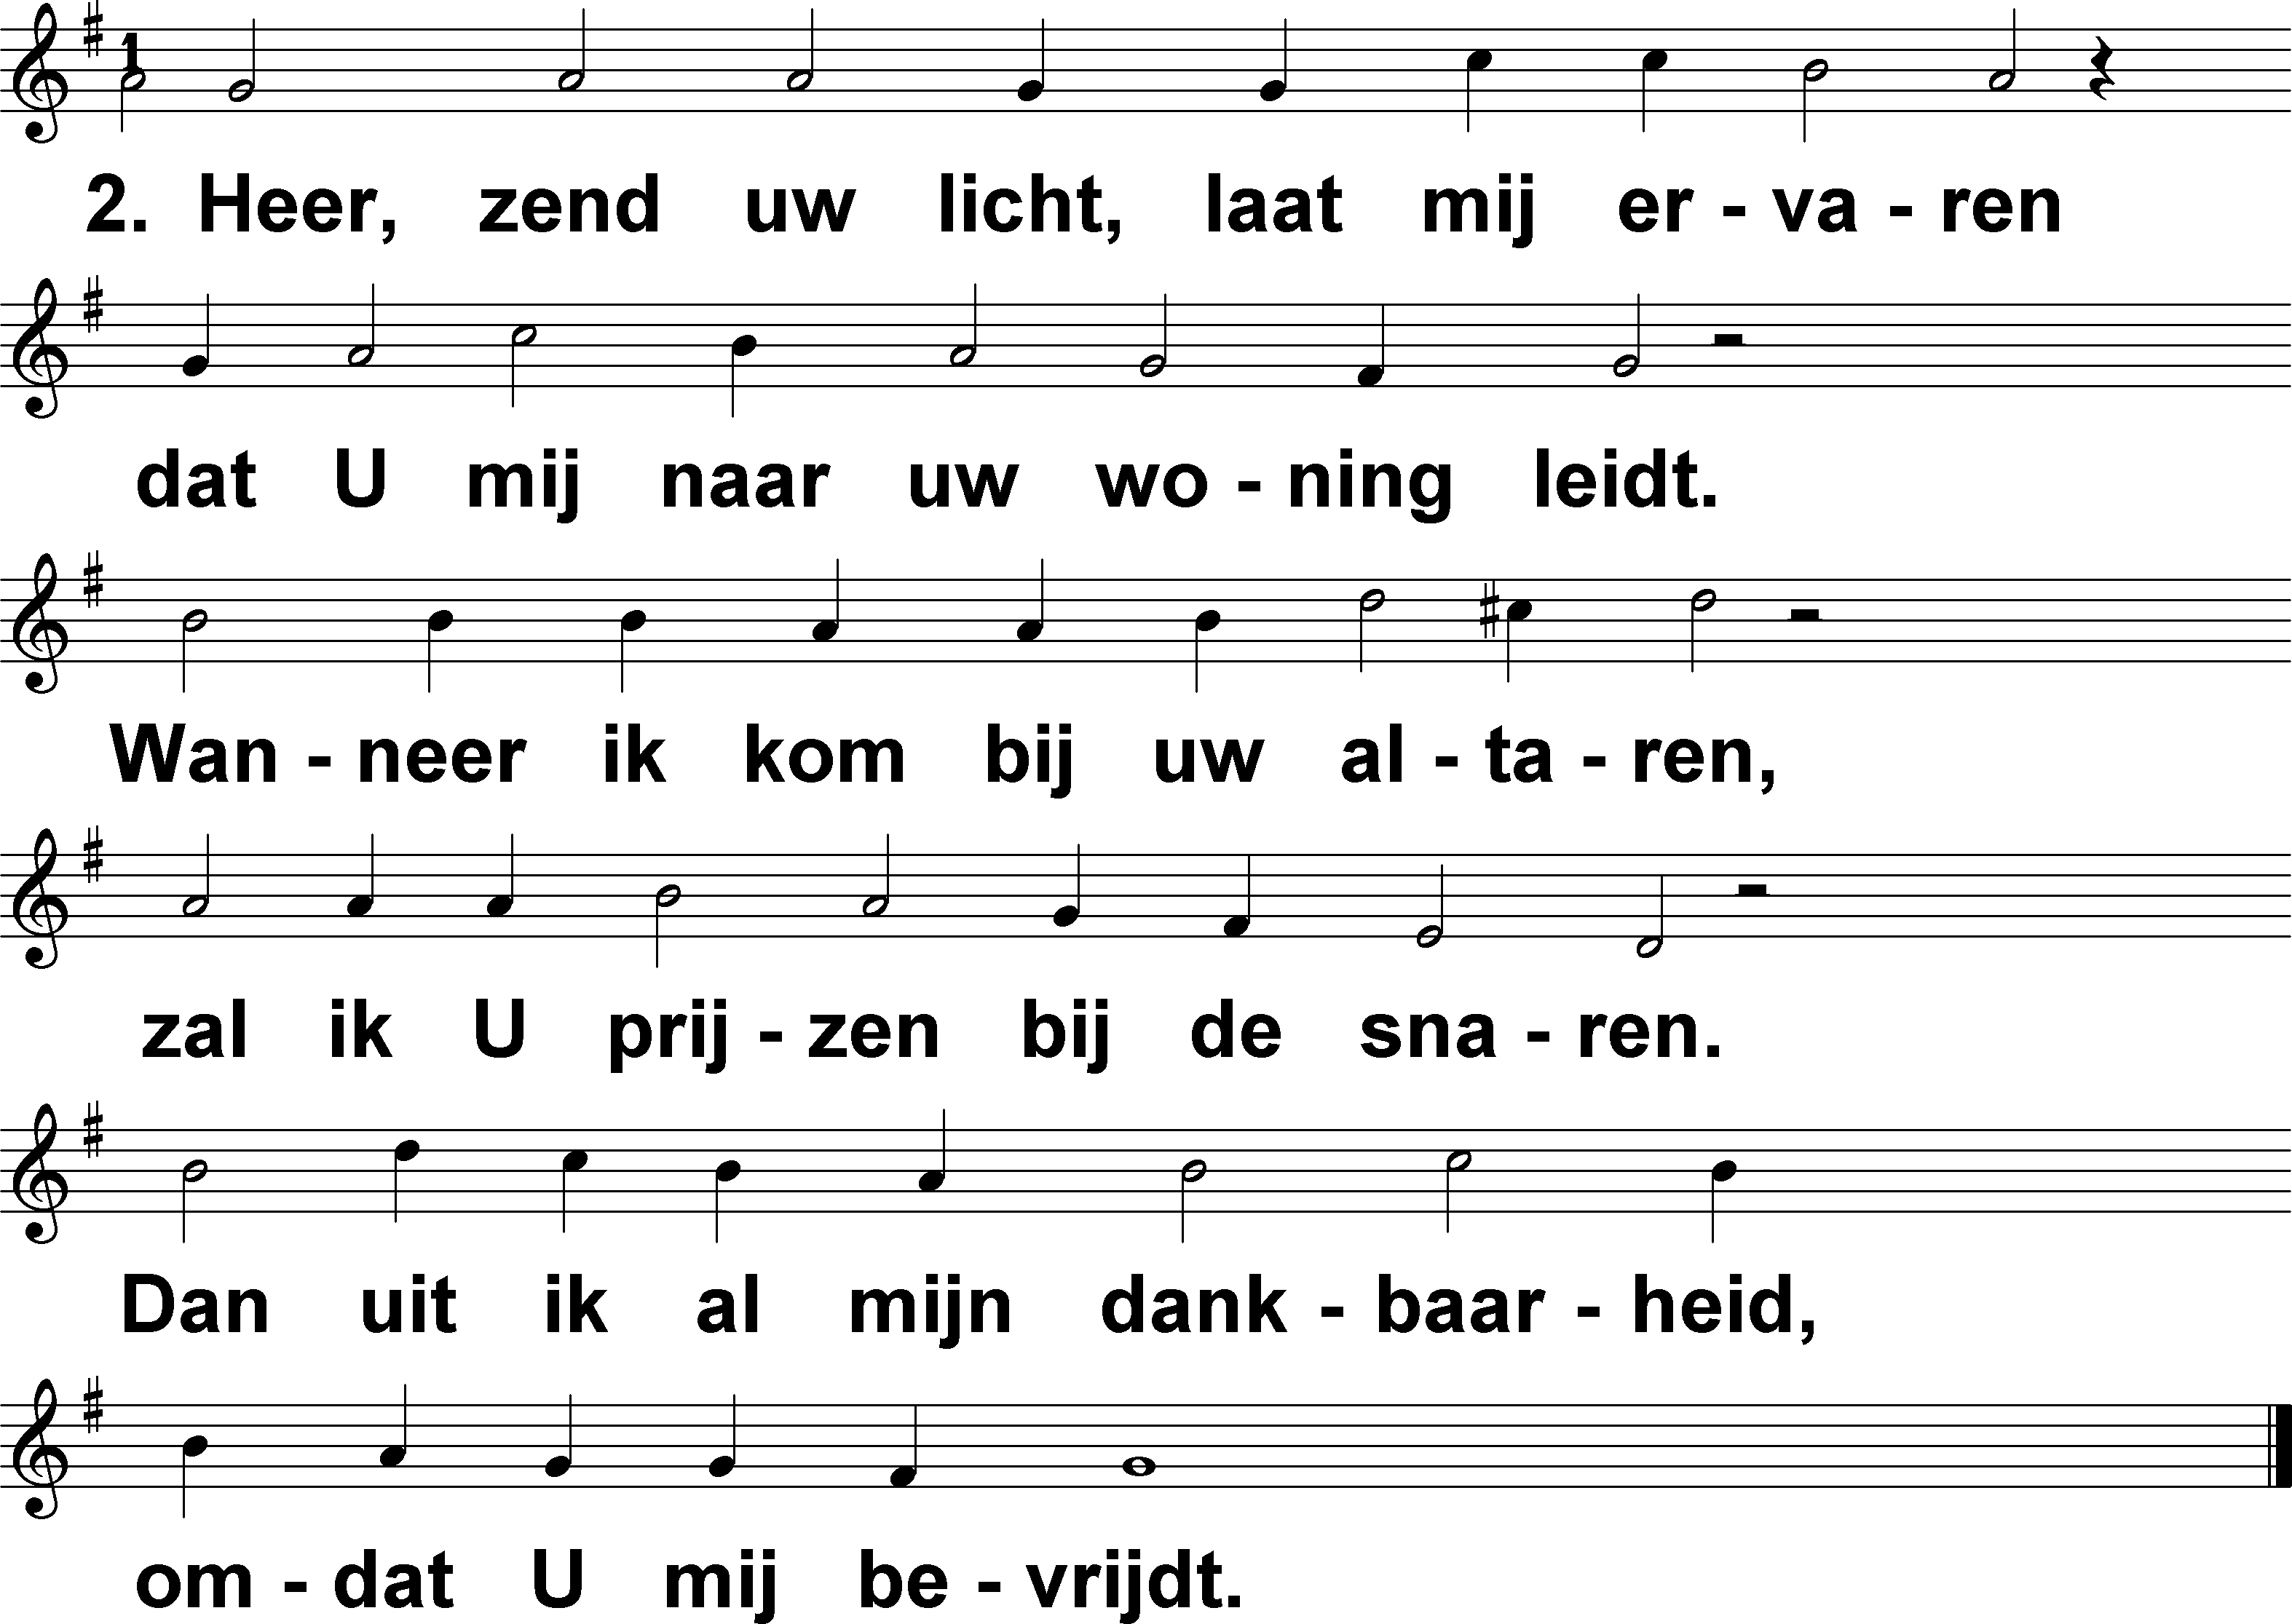 1
2. Heer, zend uw licht, laat mij er - va - ren
dat U mij naar uw wo - ning leidt.
Wan - neer ik kom bij uw al - ta - ren,
zal ik U prij - zen bij de sna - ren.
Dan uit ik al mijn dank - baar - heid,
om - dat U mij be - vrijdt.